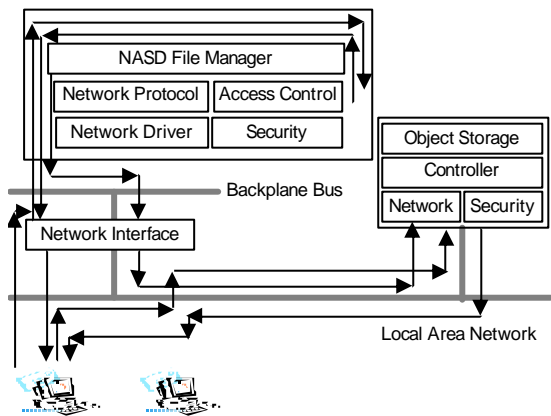 NASD File Manager
Network Protocol
Access Control
Network Driver
Security
Object Storage
Controller
Network
Security
Backplane Bus
Network Interface
Local Area Network